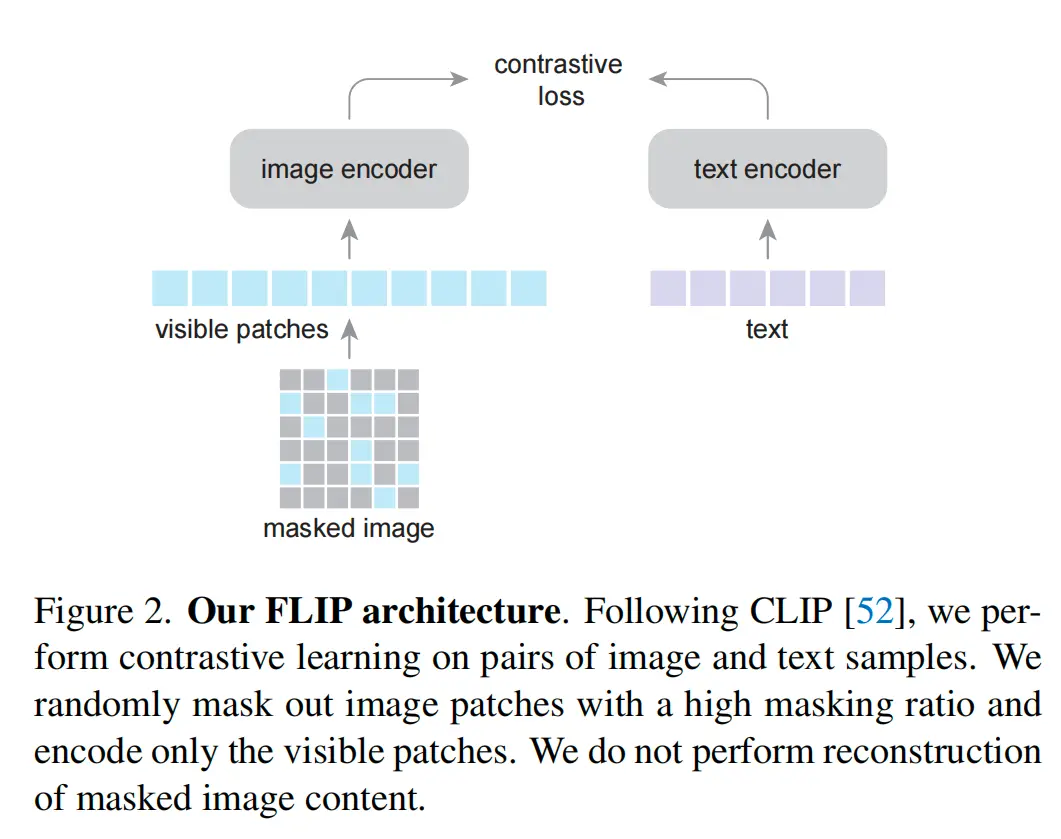 contrastive
loss
image encoder
text encoder
visible patches
text
masked image
Figure 2. Our FLIP architecture. Following CLIP [52], we per-
form contrastive learning on pairs of image and text samples. We
randomly mask out image patches with a high masking ratio and
encode only the visible patches. We do not perform reconstruction
of masked image content.